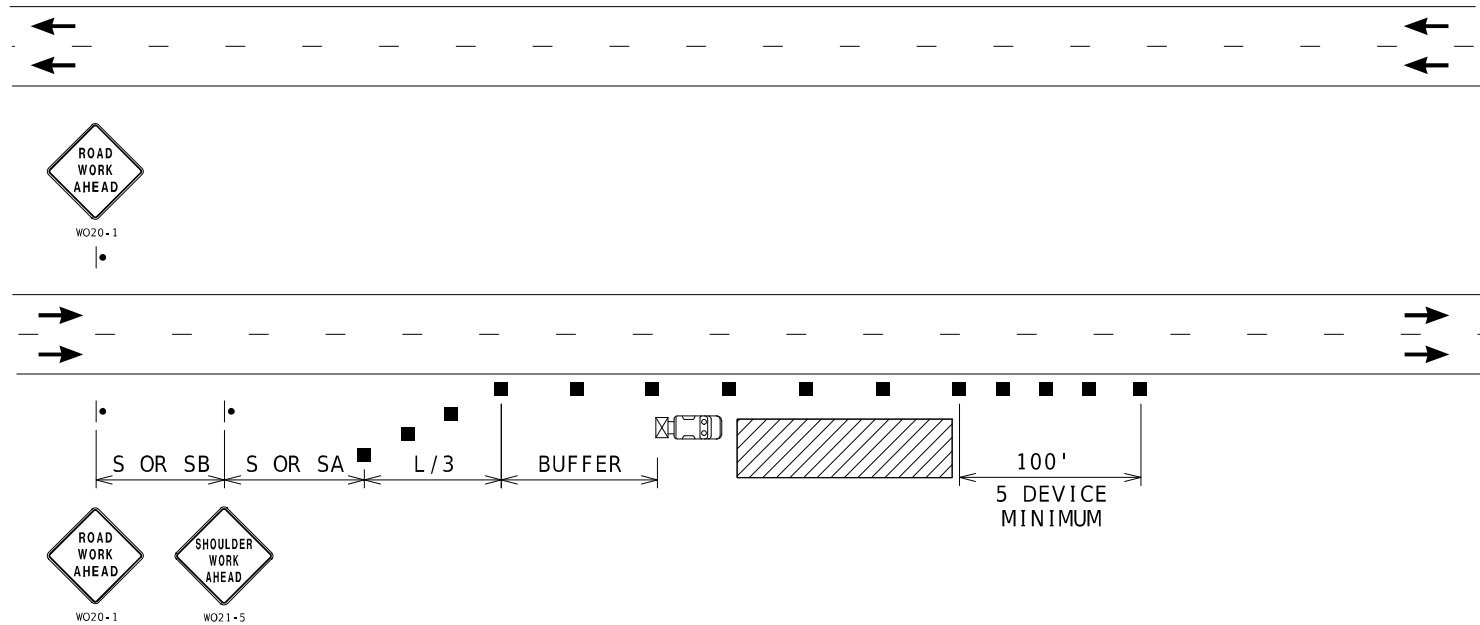 ROAD
WORK
AHEAD
WO20-1
S OR SB
S OR SA
L/3
BUFFER
100'
5 DEVICE
MINIMUM
ROAD
WORK
AHEAD
WO20-1
SHOULDER
WORK
AHEAD
WO21-5